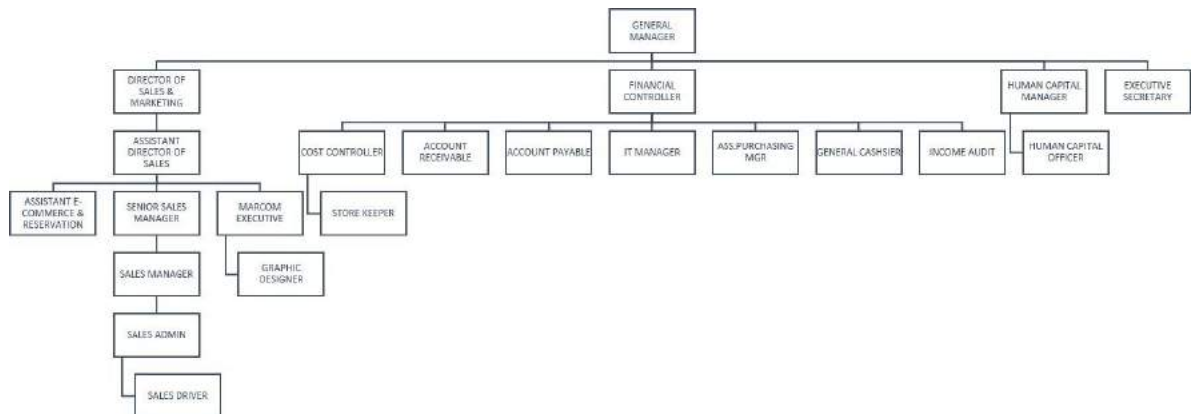 GENERAL
MANAGER
DIRECTOR OF
SALES &
MARKETING
FINANCIAL
CONTROLLER
HUMAN CAPITAL
MANAGER
EXECUTIVE
SECRETARY
ASSISTANT
DIRECTOR OF
SALES
COST CONTROLLER
ACCOUNT
RECEIVABLE
ACCOUNT PAYABLE
IT MANAGER
ASS.PURCHASING
MGR
GENERAL CASHSIER
INCOME AUDIT
HUMAN CAPITAL
OFFICER
ASSISTANT E-
COMMERCE &
RESERVATION
SENIOR SALES
MANAGER
MARCOM
EXECUTIVE
STORE KEEPER
SALES MANAGER
GRAPHIC
DESIGNER
SALES ADMIN
SALES DRIVER